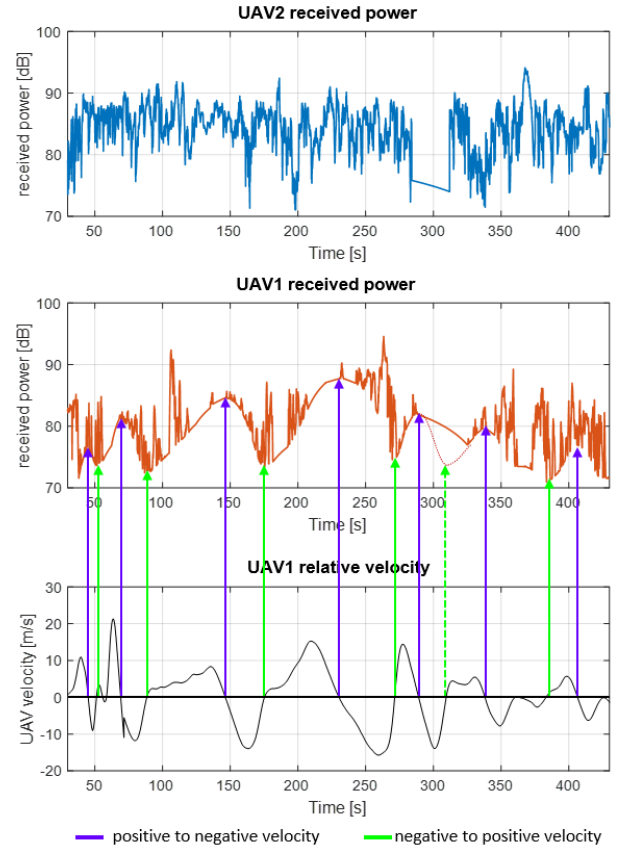 UAV2 received power
received power [dB]
100
90
80
70
50 100 150 200 250 300 350 400
Time [s]
UAV1 received power
received power [dB]
100
90
80
70
50 100 150 200 250 300 350 400
Time [s]
UAV1 relative velocity
UAV velocity [m/s]
30
20
10
0
-10
-20
50 100 150 200 250 300 350 400
Time [s]
positive to negative velocity negative to positive velocity